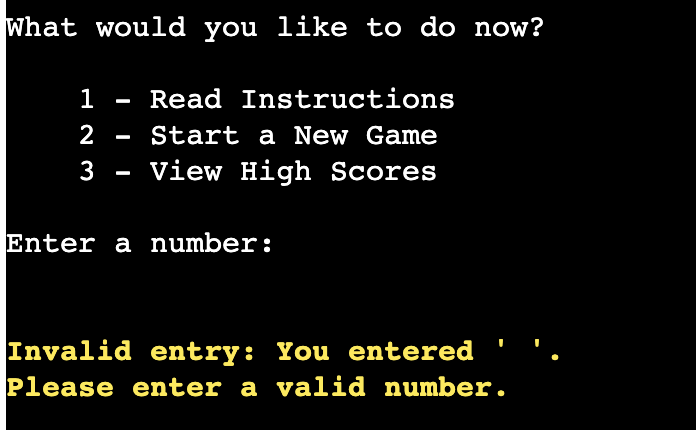 What would you like to do now?
1 - Read Instructions
2 - Start a New Game
3 - View High Scores
Enter a number:
Invalid entry: You entered ' '.
Please enter a valid number.